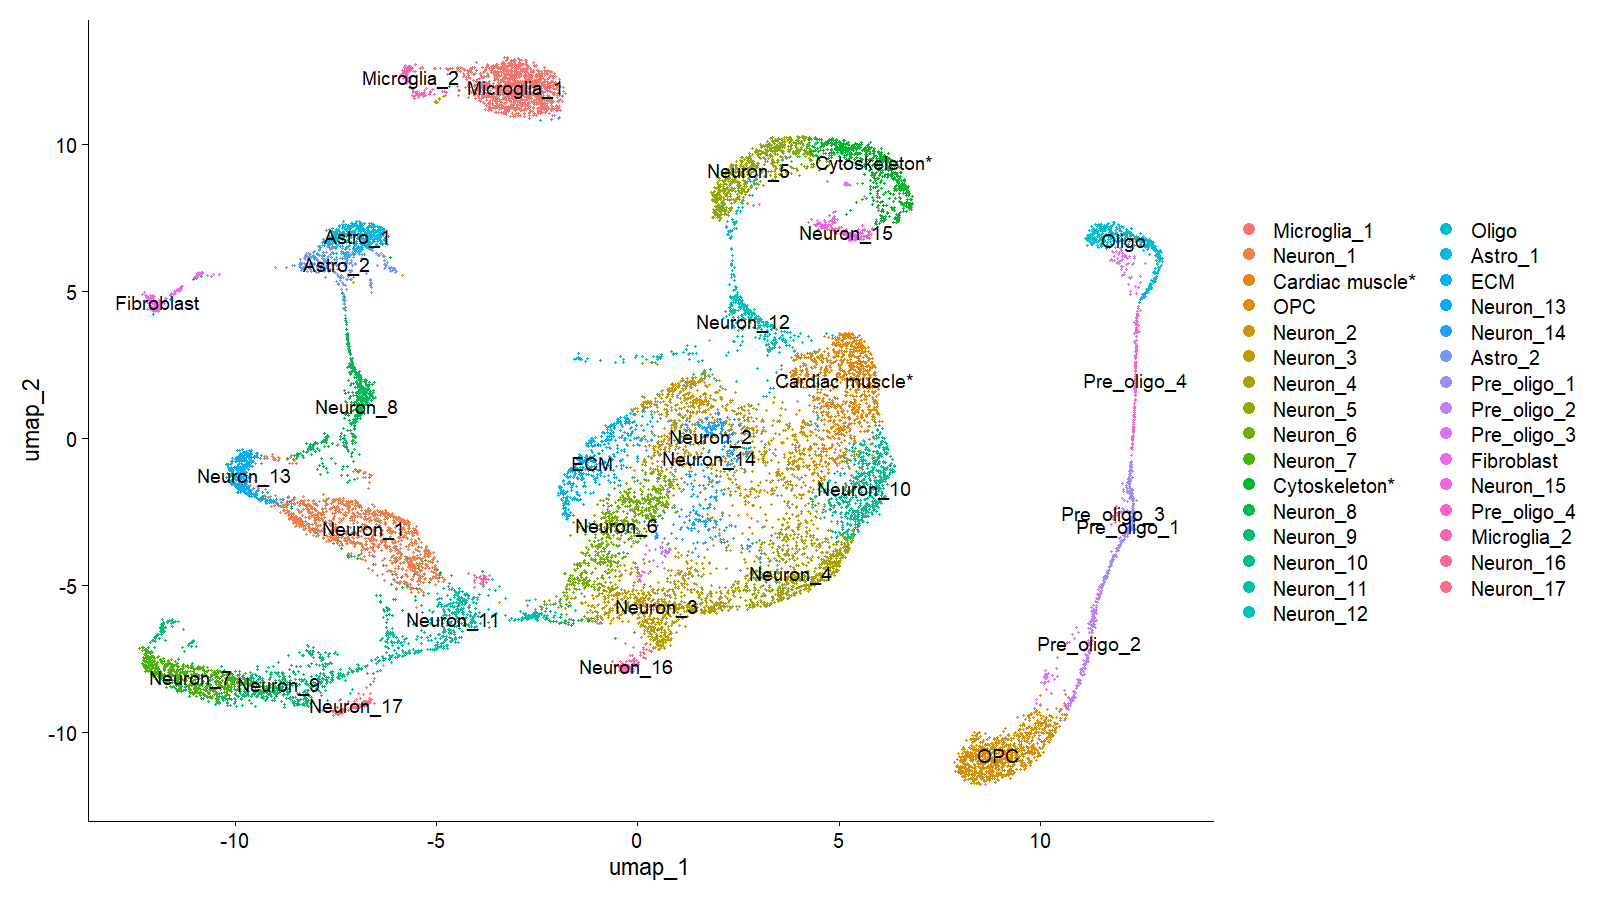 Microglia_2
Microglia_1
10
Neuron_5
Cytoskeleton*
Neuron_15
Astro_1
Astro_2
Oligo
5
Fibroblast
Neuron_12
Cardiac muscle*
Pre_oligo_4
Neuron_8
0
Neuron_2
Neuron_14
ECM
Neuron_13
Neuron_10
Neuron_1
Neuron_6
Pre_oligo_3
Pre_oligo_1
-5
Neuron_4
Neuron_3
Neuron_11
Pre_oligo_2
Neuron_16
Neuron_7
Neuron_9
Neuron_17
-10
OPC
umap_2
-10 -5 0 5 10
umap_1
Microglia_1
Neuron_1
Cardiac muscle*
OPC
Neuron_2
Neuron_3
Neuron_4
Neuron_5
Neuron_6
Neuron_7
Cytoskeleton*
Neuron_8
Neuron_9
Neuron_10
Neuron_11
Neuron_12
Oligo
Astro_1
ECM
Neuron_13
Neuron_14
Astro_2
Pre_oligo_1
Pre_oligo_2
Pre_oligo_3
Fibroblast
Neuron_15
Pre_oligo_4
Microglia_2
Neuron_16
Neuron_17